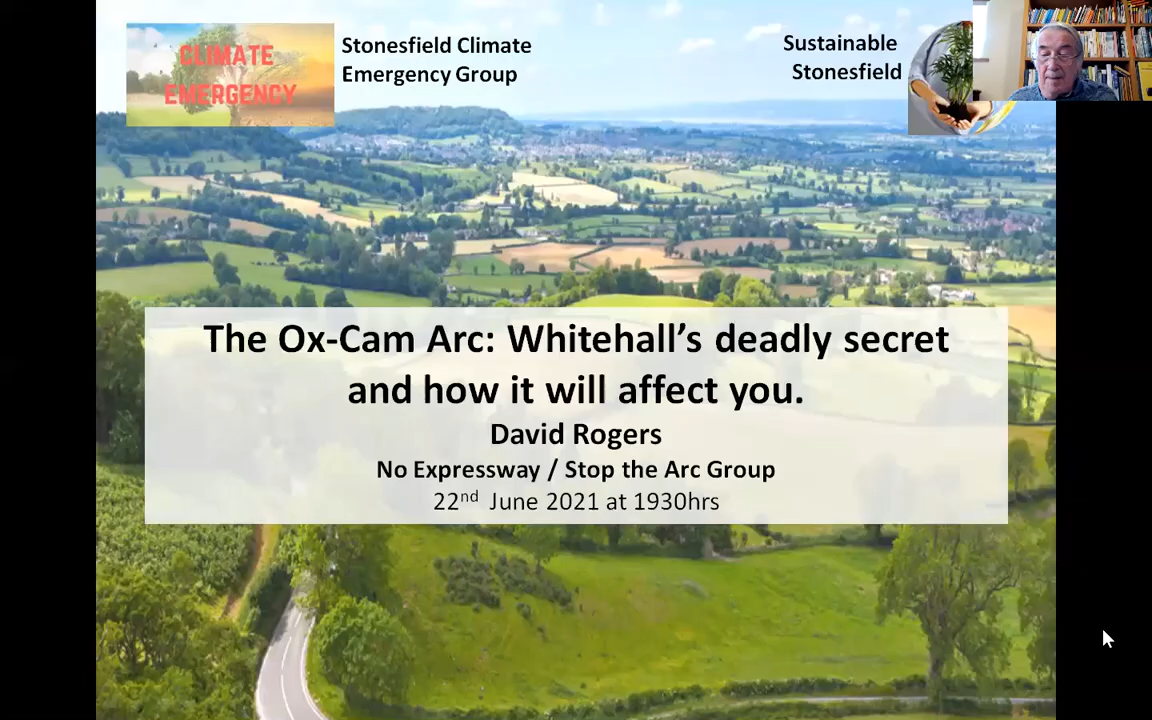 CLIMATE
EMERGENCY
Stonesfield Climate
Emergency Group
Sustainable
Stonesfield
The Ox-Cam Arc: Whitehall’s deadly secret
and how it will affect you.
David Rogers
No Expressway / Stop the Arc Group
22nd June 2021 at 1930hrs